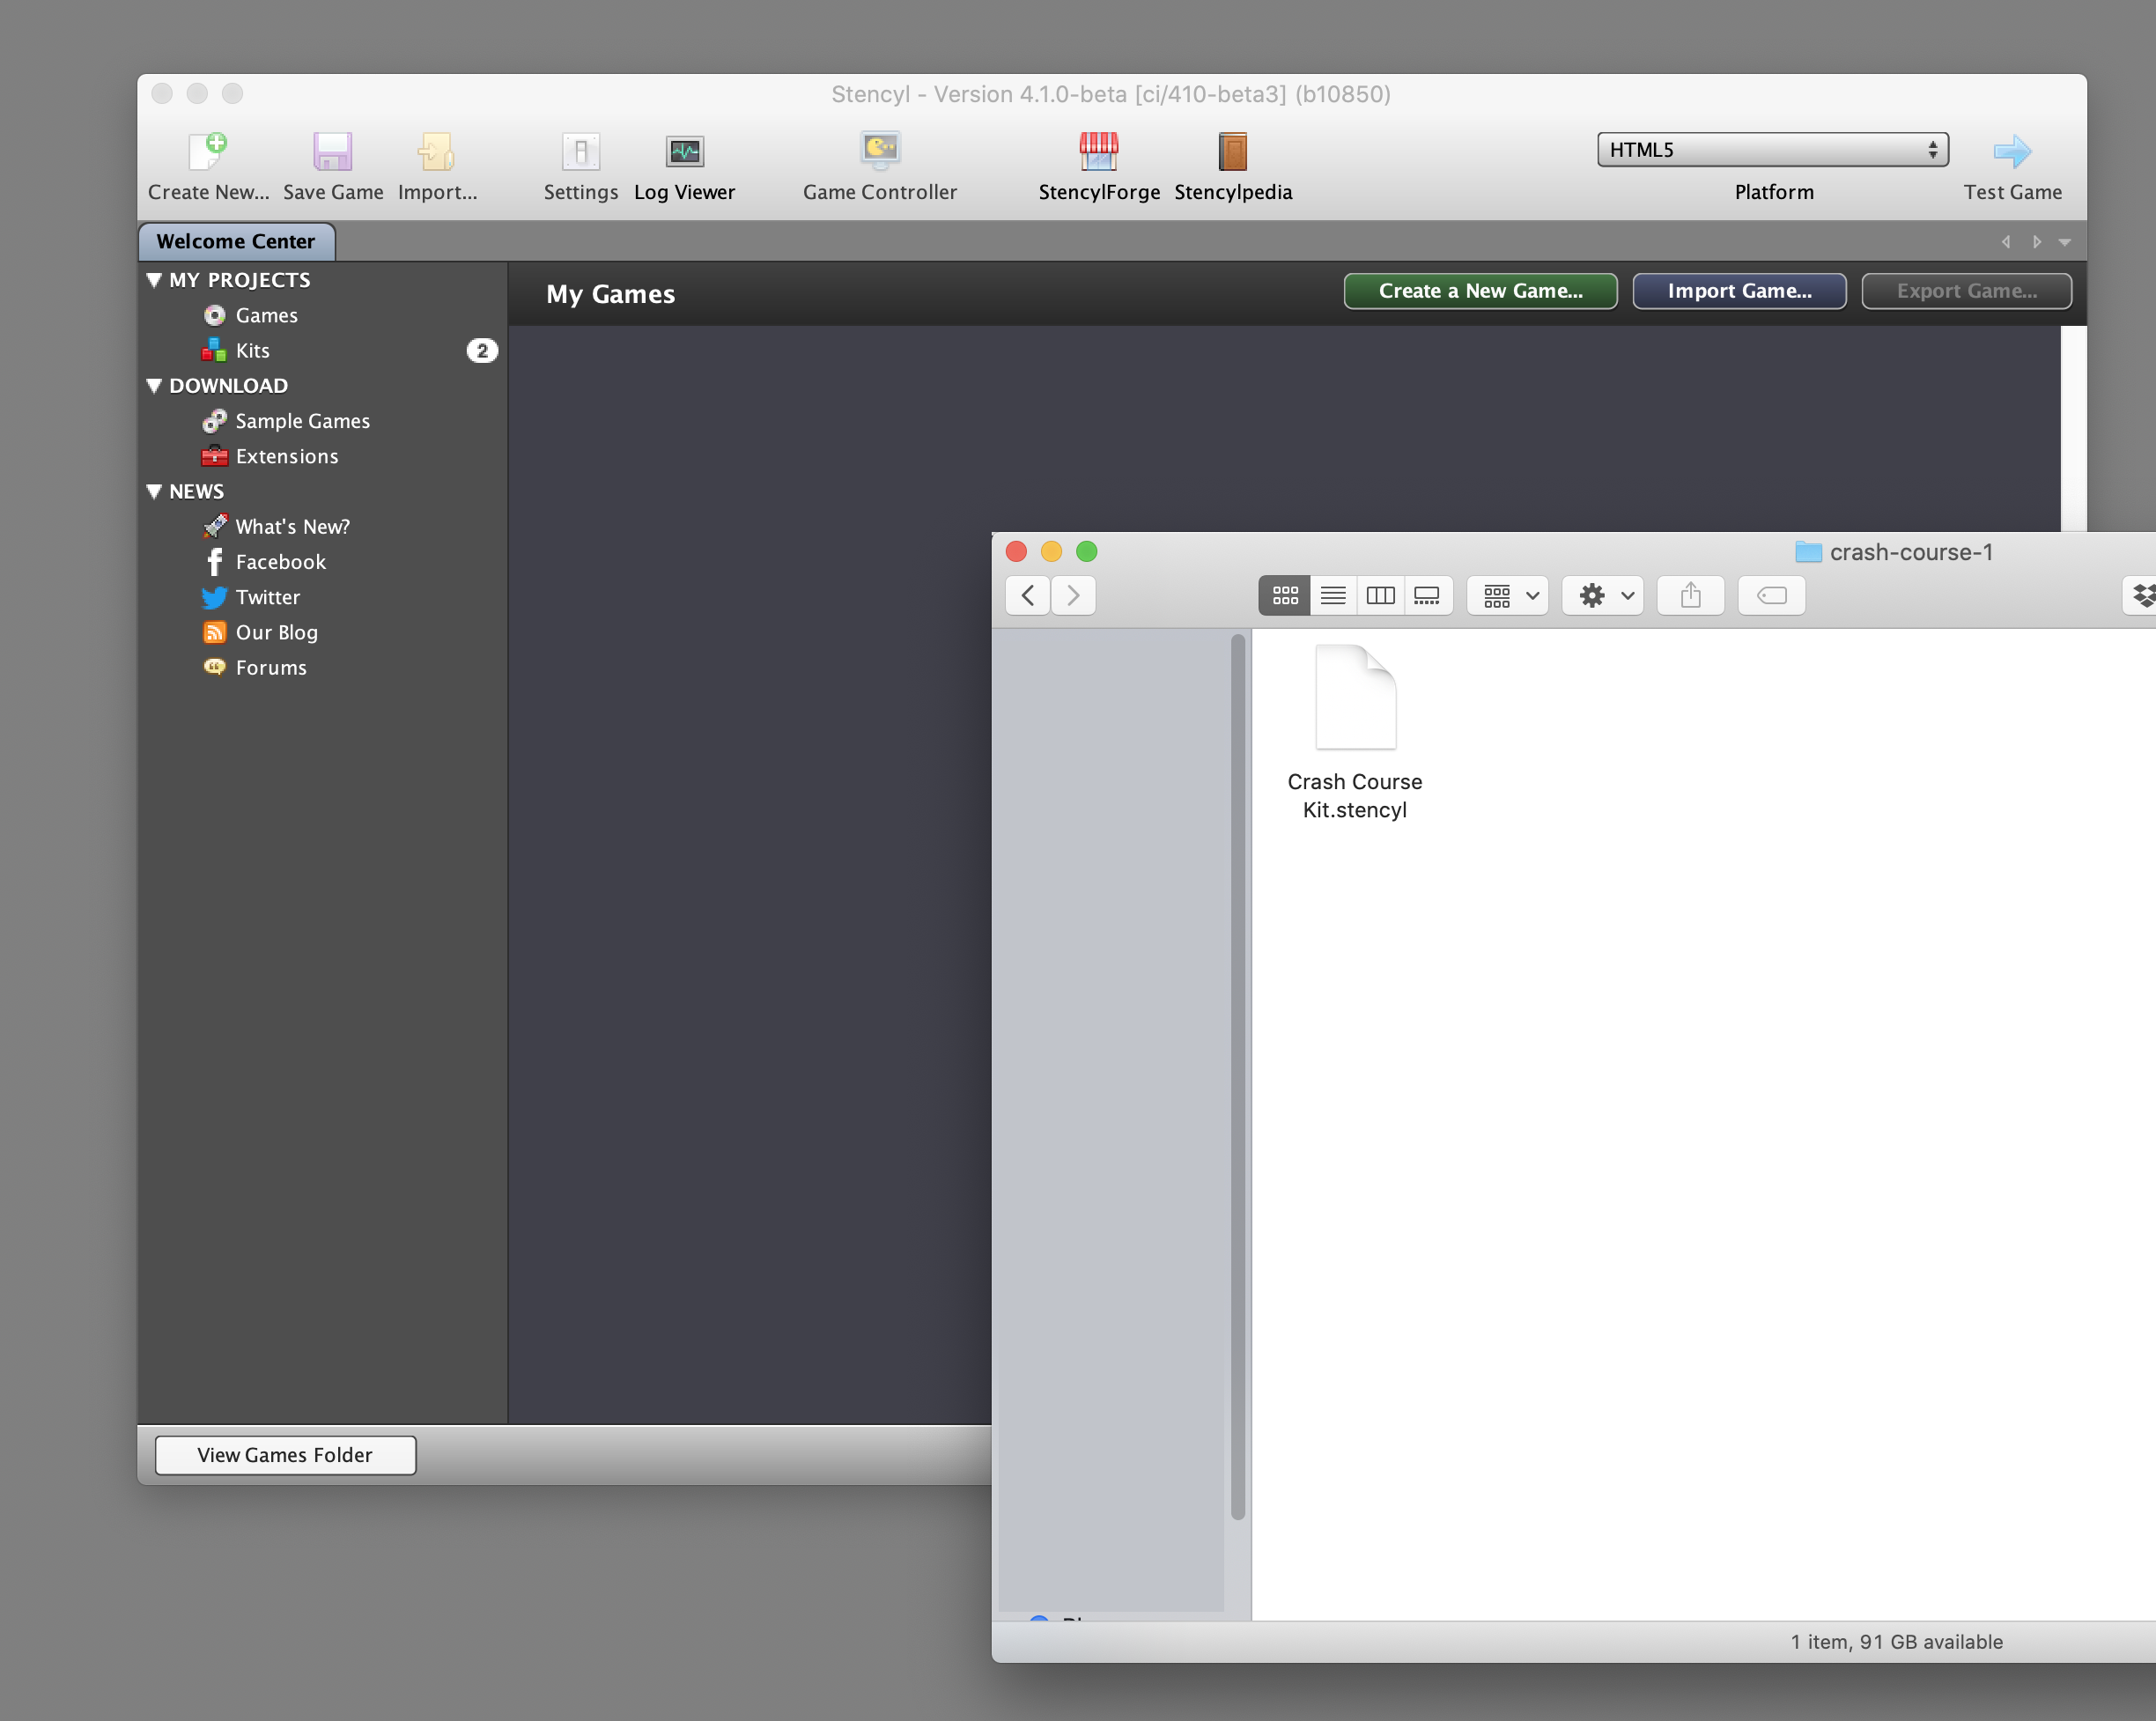 Stencyl - Version 4.1.0-beta [ci/410-beta3] (b10850)
Create New... Save Game Import... Settings Log Viewer Game Controller StencylForge Stencylpedia HTML5 Platform Test Game
Welcome Center
MY PROJECTS
Games
Kits 2
DOWNLOAD
Sample Games
Extensions
NEWS
What's New?
Facebook
Twitter
Our Blog
Forums
My Games Create a New Game... Import Game... Export Game...
View Games Folder
crash-course-1
Crash Course
Kit.stencyl
1 item, 91 GB available